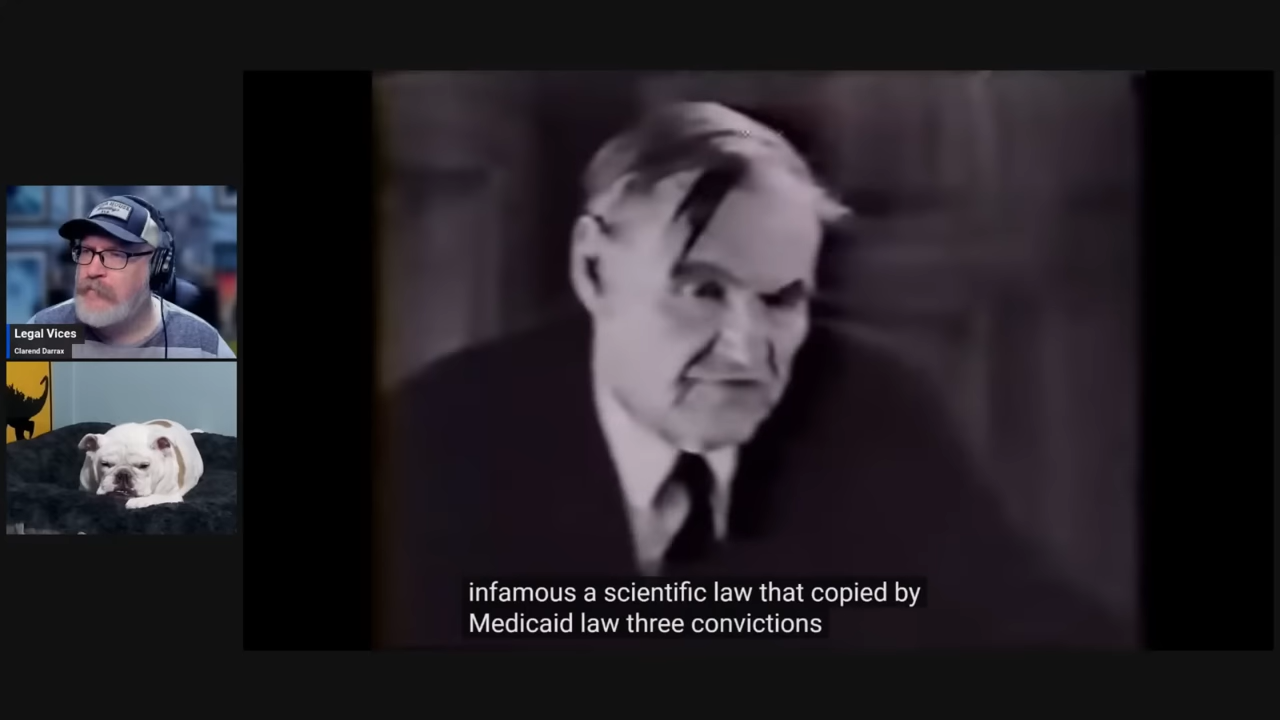 Legal Vices
Clarend Darrax
infamous a scientific law that copied by
Medicaid law three convictions